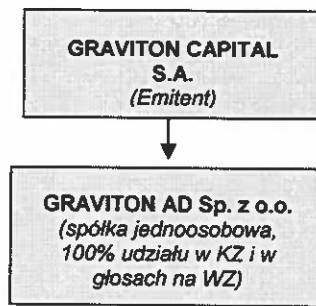 GRAVITON CAPITAL
S.A.
(Emitent)
GRAVITON AD Sp. z o.o.
(spółka jednoosobowa,
100% udziału w KZ i w
głosach na WZ)